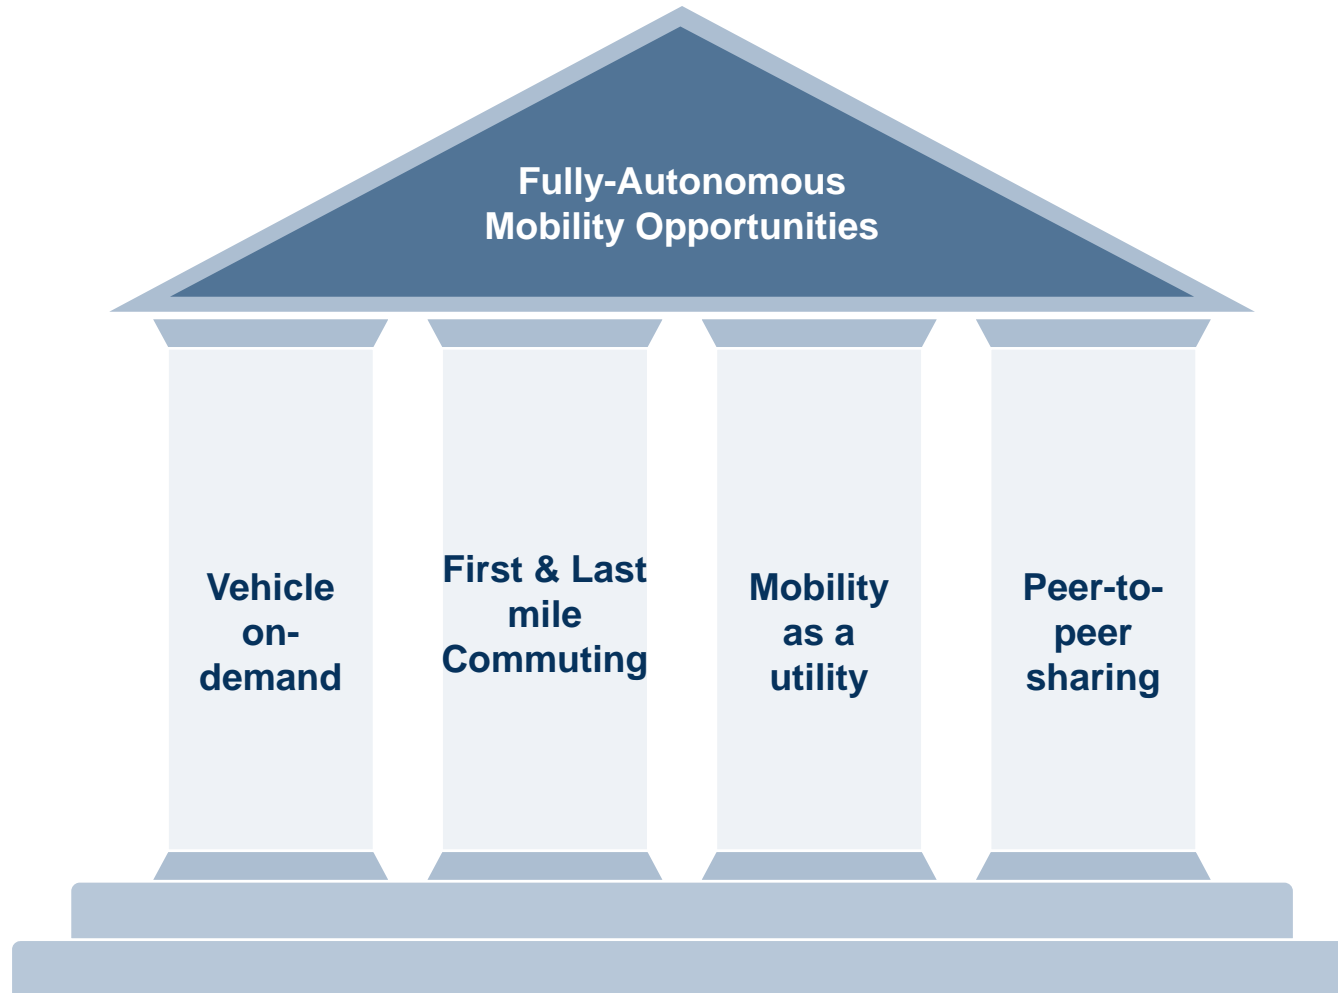 Fully-Autonomous
Mobility Opportunities
Vehicle
on-
demand
First & Last
mile
Commuting
Mobility
as a
utility
Peer-to-
peer
sharing